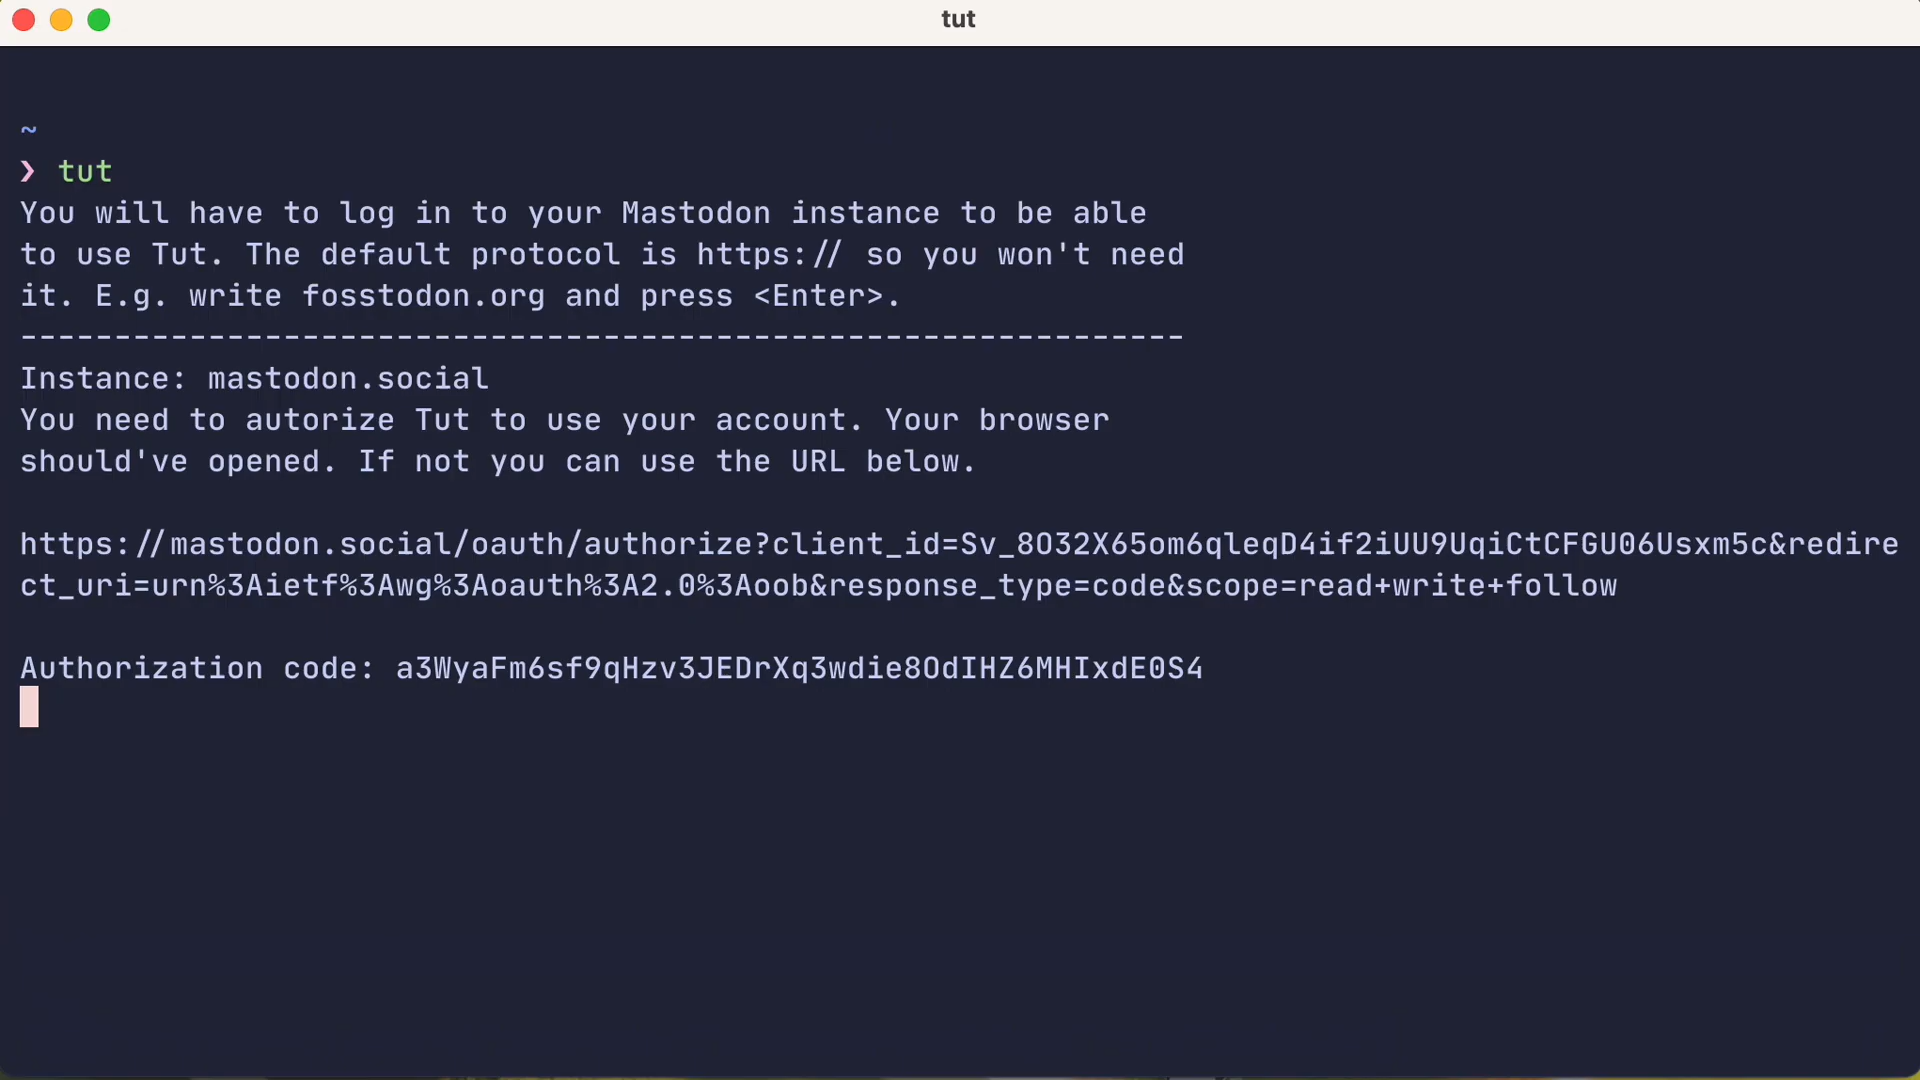 tut
~
❯ tut
You will have to log in to your Mastodon instance to be able
to use Tut. The default protocol is https:// so you won't need
it. E.g. write fosstodon.org and press <Enter>.
--------------------------------------------------------------
Instance: mastodon.social
You need to autorize Tut to use your account. Your browser
should've opened. If not you can use the URL below.
https://mastodon.social/oauth/authorize?client_id=Sv_8O32X65om6qleqD4if2iUU9UqiCtCFGU06Usxm5c&redire
ct_uri=urn%3Aietf%3Awg%3Aoauth%3A2.0%3Aoob&response_type=code&scope=read+write+follow
Authorization code: a3WyaFm6sf9qHzv3JEDrXq3wdie8OdIHZ6MHIxdE0S4